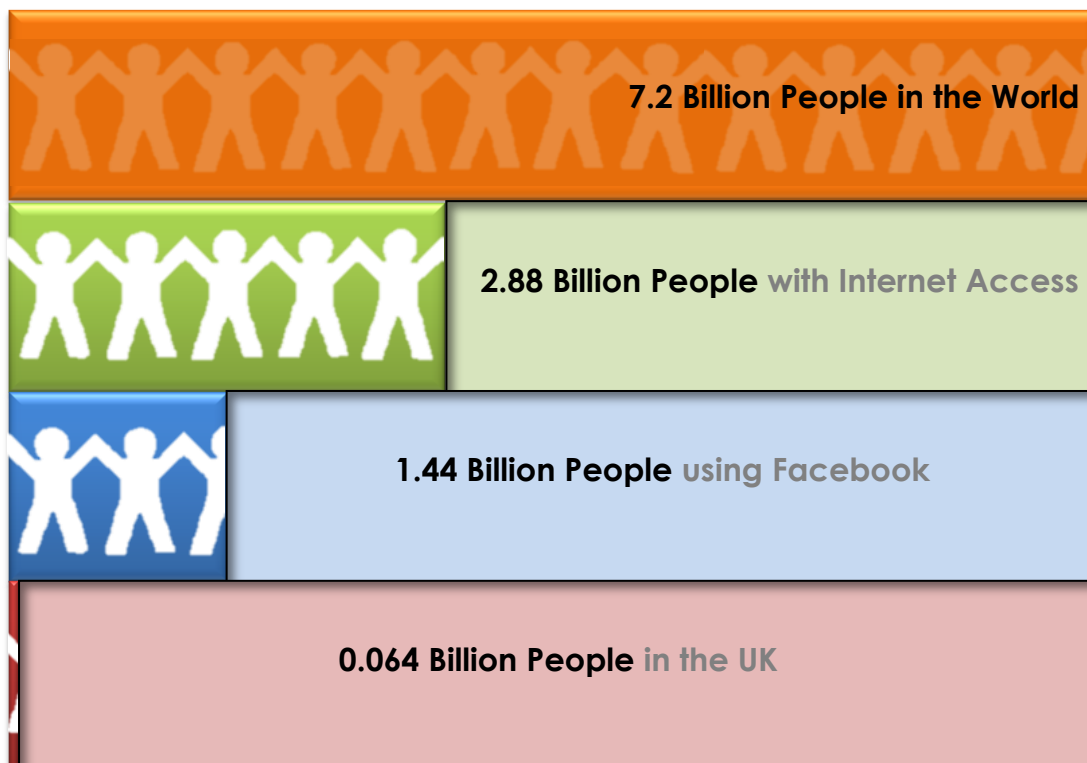 7.2 Billion People in the World
2.88 Billion People with Internet Access
1.44 Billion People using Facebook
0.064 Billion People in the UK